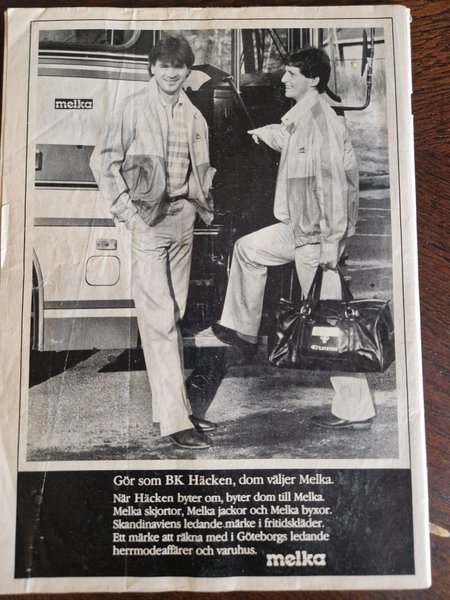 melka
hummel
Gör som BK Häcken, dom väljer Melka.
När Häcken byter om, byter dom till Melka.
Melka skjortor, Melka jackor och Melka byxor.
Skandinaviens ledande märke i fritidskläder.
Ett märke att räkna med i Göteborgs ledande
herrmodeaffärer och varuhus.
melka